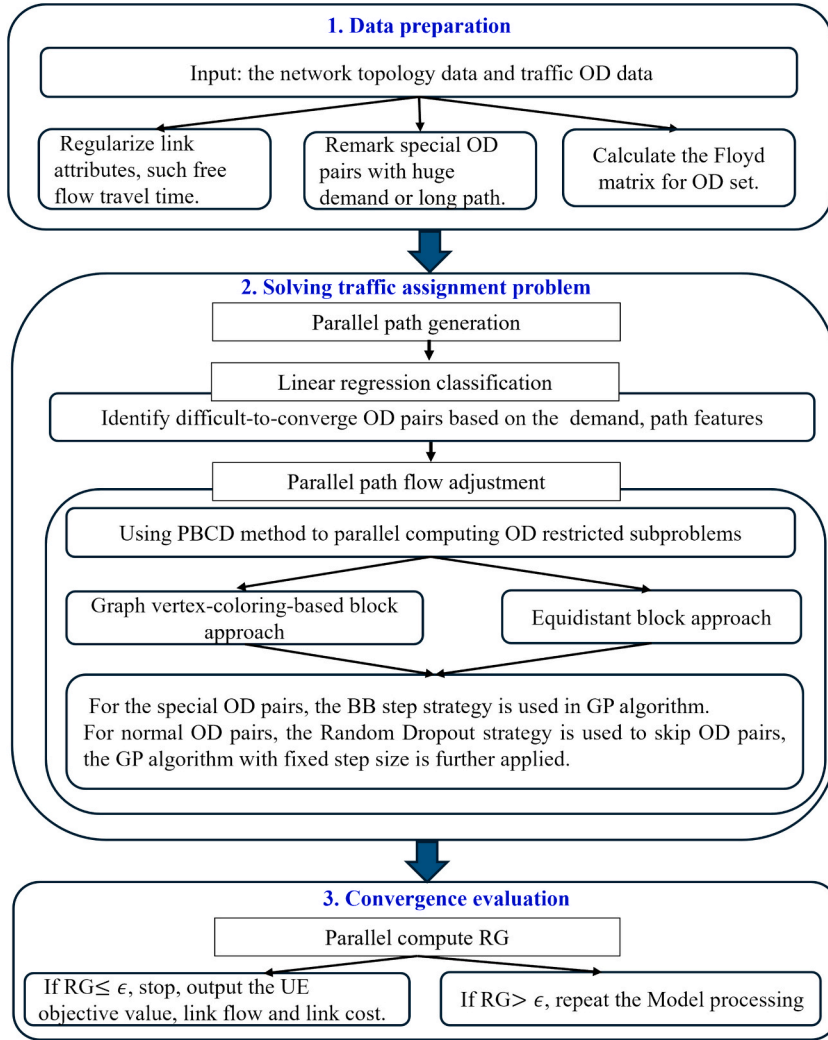 1. Data preparation
Input: the network topology data and traffic OD data
Regularize link
attributes, such free
flow travel time.
Remark special OD
pairs with huge
demand or long path.
Calculate the Floyd
matrix for OD set.
2. Solving traffic assignment problem
Parallel path generation
Linear regression classification
Identify difficult-to-converge OD pairs based on the demand, path features
Parallel path flow adjustment
Using PBCD method to parallel computing OD restricted subproblems
Graph vertex-coloring-based block
approach
Equidistant block approach
For the special OD pairs, the BB step strategy is used in GP algorithm.
For normal OD pairs, the Random Dropout strategy is used to skip OD pairs,
the GP algorithm with fixed step size is further applied.
3. Convergence evaluation
Parallel compute RG
If RG≤ ϵ, stop, output the UE
objective value, link flow and link cost.
If RG> ϵ, repeat the Model processing